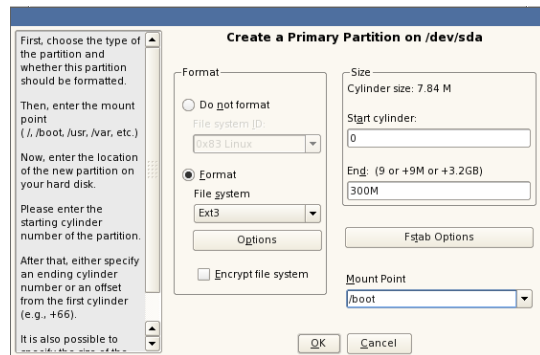 First, choose the type of
the partition and
whether this partition
should be formatted.
Then, enter the mount
point
( /, /boot, /usr, /var, etc.)
Now, enter the location
of the new partition on
your hard disk.
Please enter the
starting cylinder
number of the partition.
After that, either specify
an ending cylinder
number or an offset
from the first cylinder
(e.g., +66).
It is also possible to
specify the size of the
Create a Primary Partition on /dev/sda
Format
Do not format
File system ID:
0x83 Linux
Format
File system
Ext3
Options
Encrypt file system
Size
Cylinder size: 7.84 M
Start cylinder:
0
End: (9 or +9M or +3.2GB)
300M
Fstab Options
Mount Point
/boot
OK
Cancel